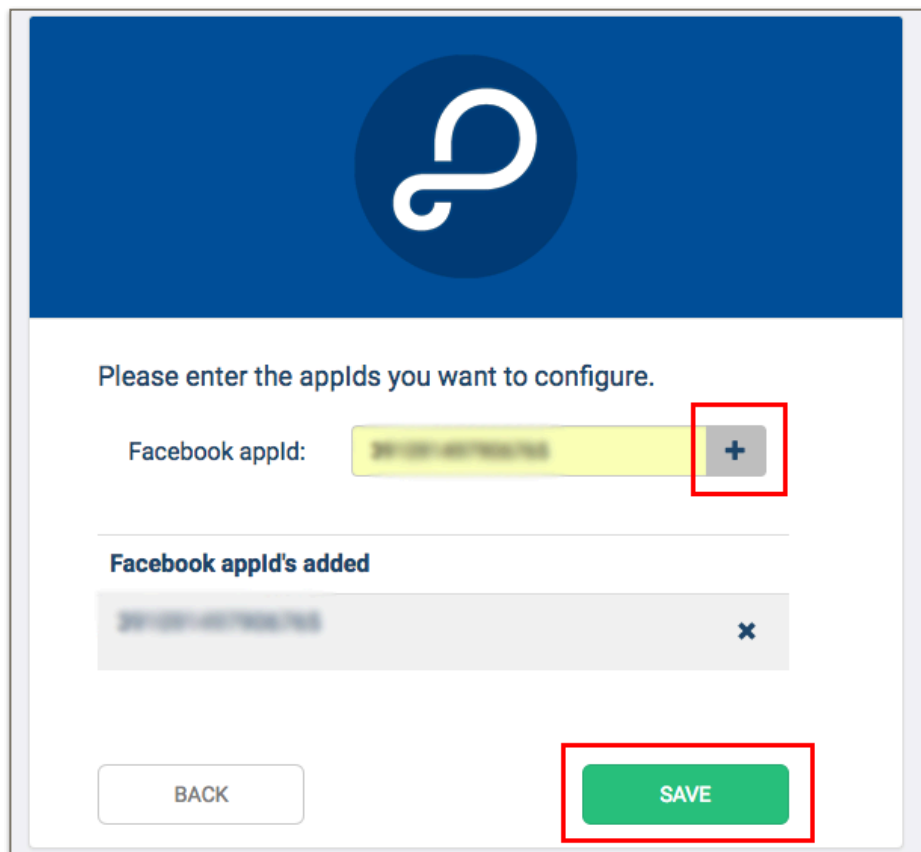 Please enter the appIds you want to configure.
Facebook appId:
Facebook appId's added
BACK
SAVE